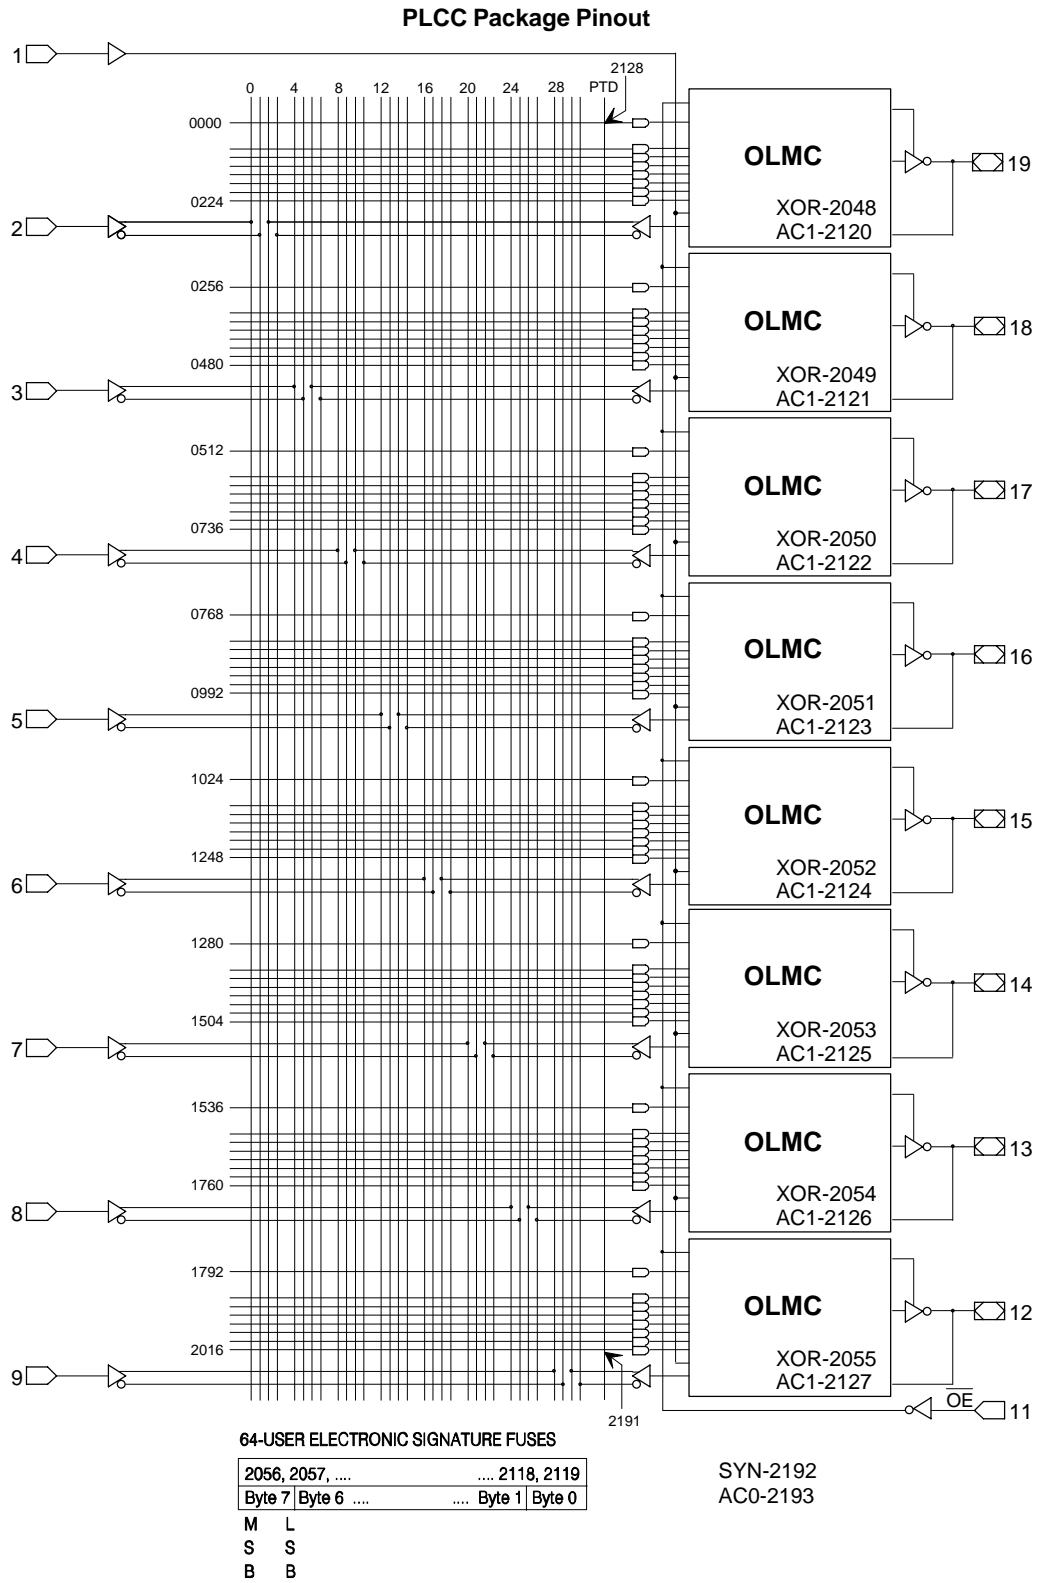 PLCC Package Pinout
1
2128
0 4 8 12 16 20 24 28 PTD
0000
OLMC
19
0224
XOR-2048
AC1-2120
2
0256
OLMC
18
0480
XOR-2049
AC1-2121
3
0512
OLMC
17
0736
XOR-2050
AC1-2122
4
0768
OLMC
16
0992
XOR-2051
AC1-2123
5
1024
OLMC
15
1248
XOR-2052
AC1-2124
6
1280
OLMC
14
1504
XOR-2053
AC1-2125
7
1536
OLMC
13
1760
XOR-2054
AC1-2126
8
1792
OLMC
12
2016
XOR-2055
AC1-2127
9
OE
11
2191
64-USER ELECTRONIC SIGNATURE FUSES
2056, 2057, .... .... 2118, 2119
Byte 7 Byte 6 .... .... Byte 1 Byte 0
M L
S S
B B
SYN-2192
AC0-2193